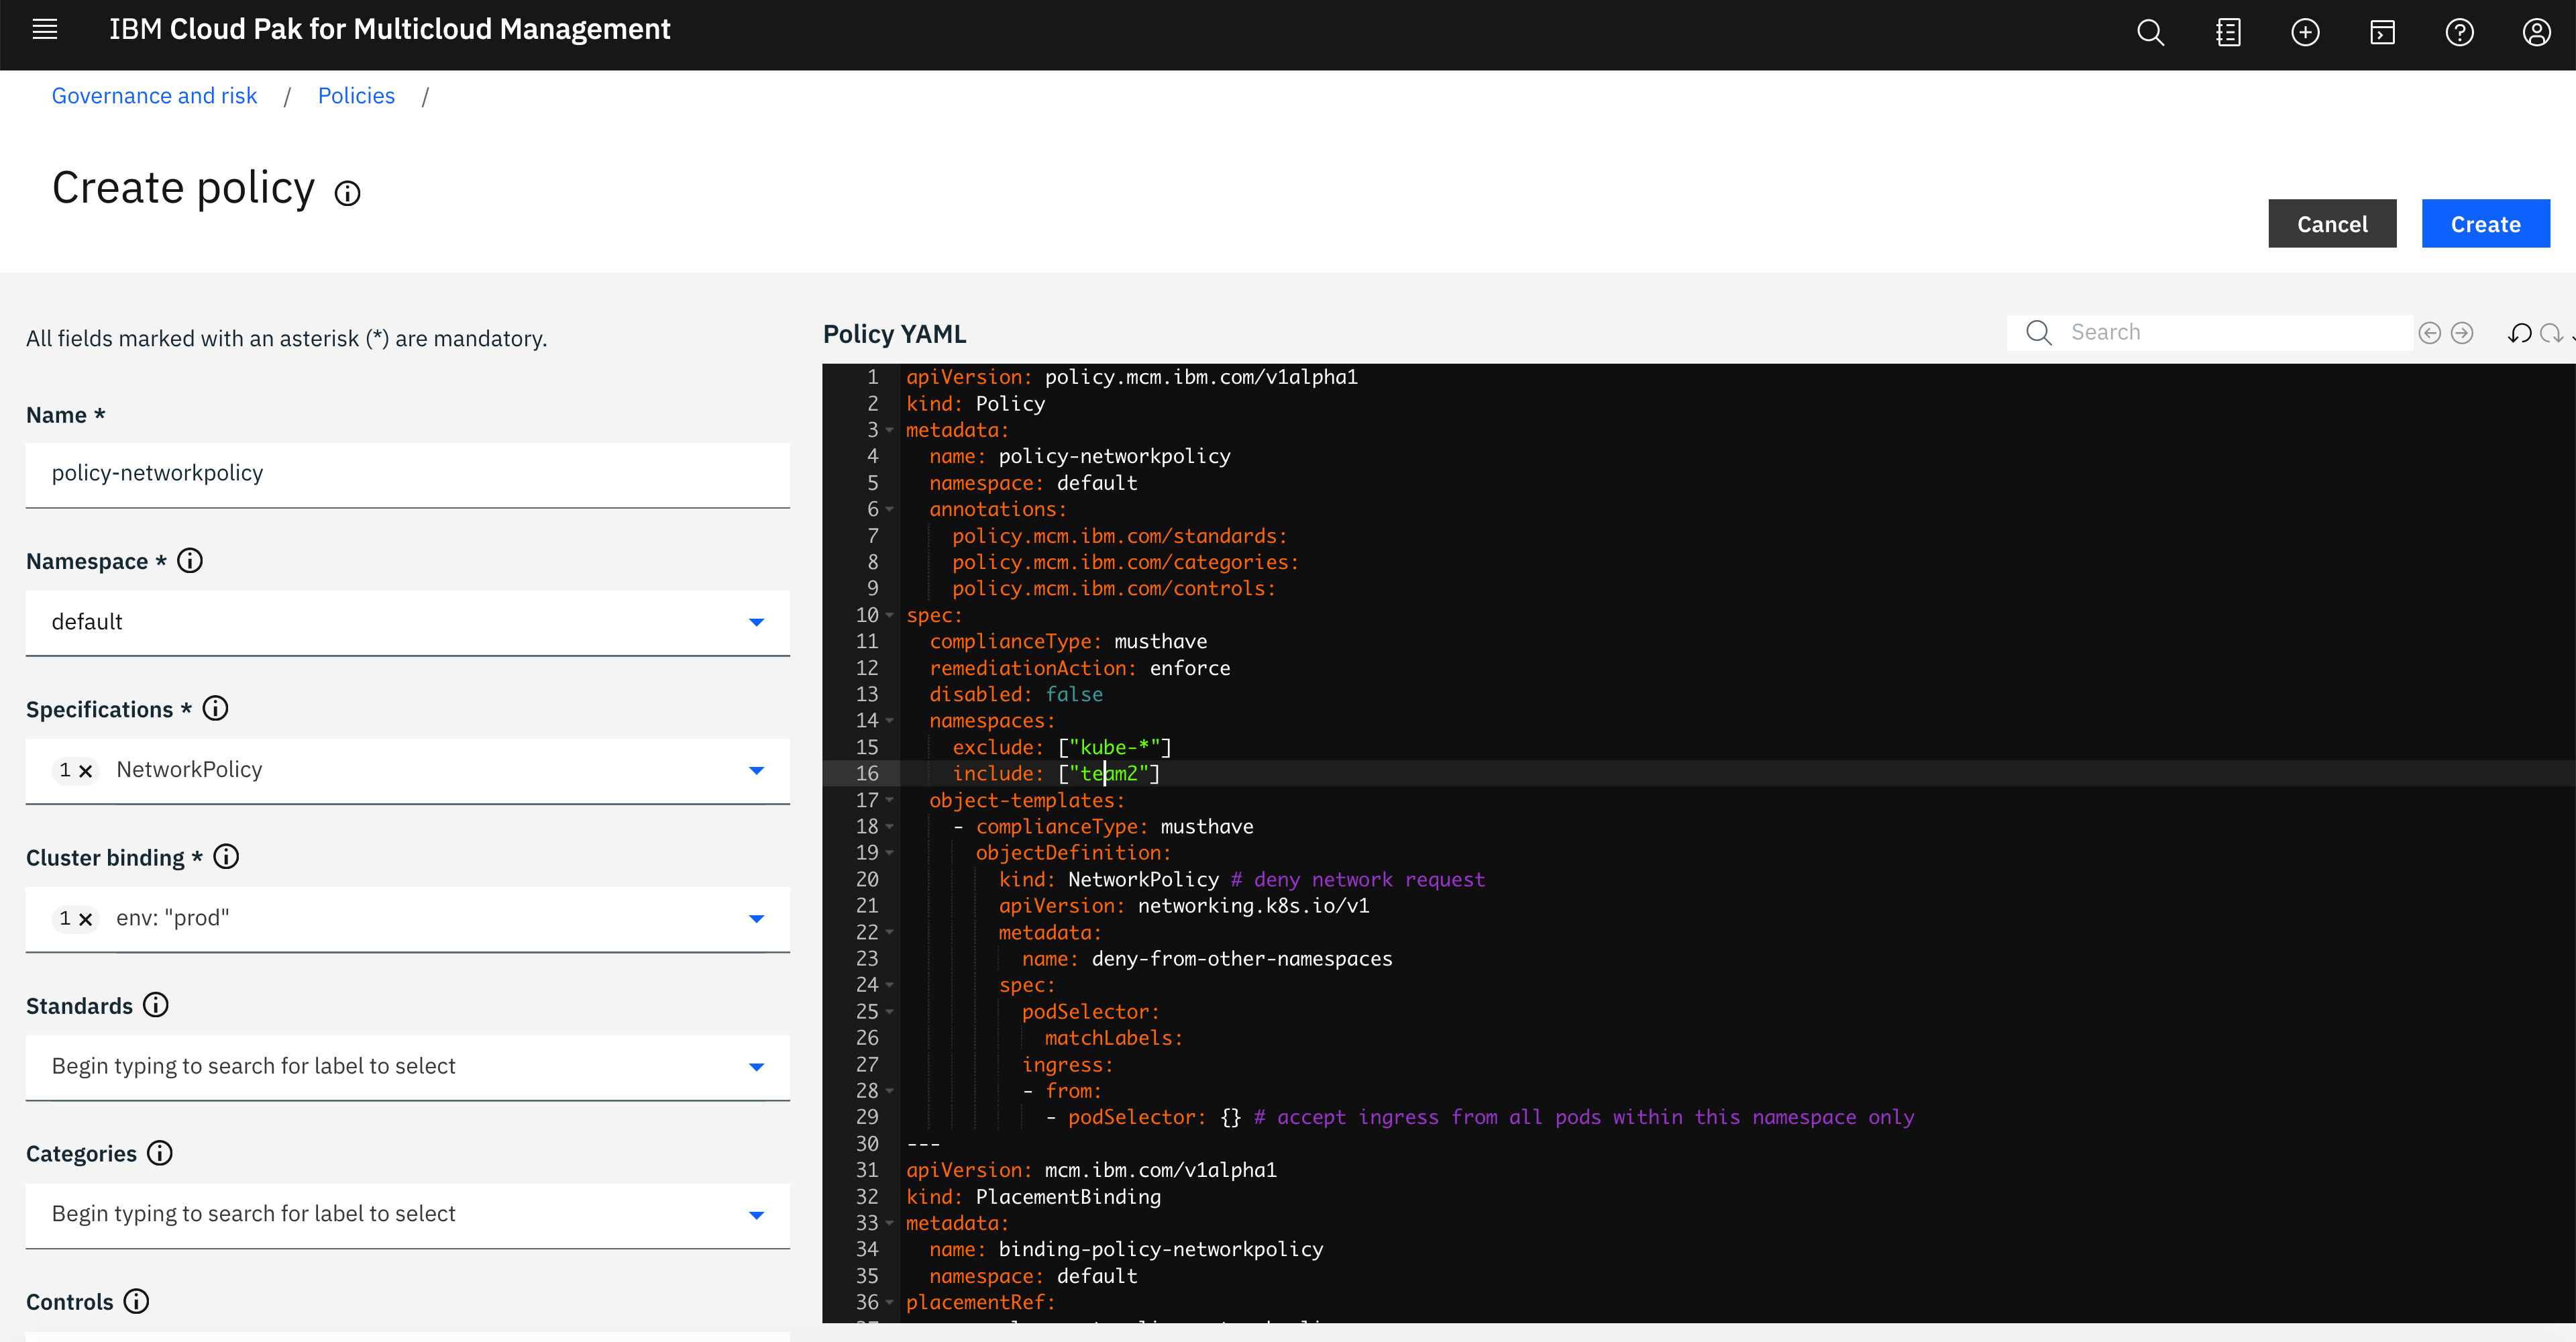 IBM Cloud Pak for Multicloud Management
Governance and risk / Policies /
Create policy
Cancel
Create
All fields marked with an asterisk (*) are mandatory.
Name *
policy-networkpolicy
Namespace *
default
Specifications *
1 × NetworkPolicy
Cluster binding *
1 × env: "prod"
Standards
Begin typing to search for label to select
Categories
Begin typing to search for label to select
Controls
Policy YAML
Search
1 apiVersion: policy.mcm.ibm.com/v1alpha1
2 kind: Policy
3 metadata:
4 name: policy-networkpolicy
5 namespace: default
6 annotations:
7 policy.mcm.ibm.com/standards:
8 policy.mcm.ibm.com/categories:
9 policy.mcm.ibm.com/controls:
10 spec:
11 complianceType: musthave
12 remediationAction: enforce
13 disabled: false
14 namespaces:
15 exclude: ["kube-*"]
16 include: ["team2"]
17 object-templates:
18 - complianceType: musthave
19 objectDefinition:
20 kind: NetworkPolicy # deny network request
21 apiVersion: networking.k8s.io/v1
22 metadata:
23 name: deny-from-other-namespaces
24 spec:
25 podSelector:
26 matchLabels:
27 ingress:
28 - from:
29 - podSelector: {} # accept ingress from all pods within this namespace only
30 ---
31 apiVersion: mcm.ibm.com/v1alpha1
32 kind: PlacementBinding
33 metadata:
34 name: binding-policy-networkpolicy
35 namespace: default
36 placementRef: